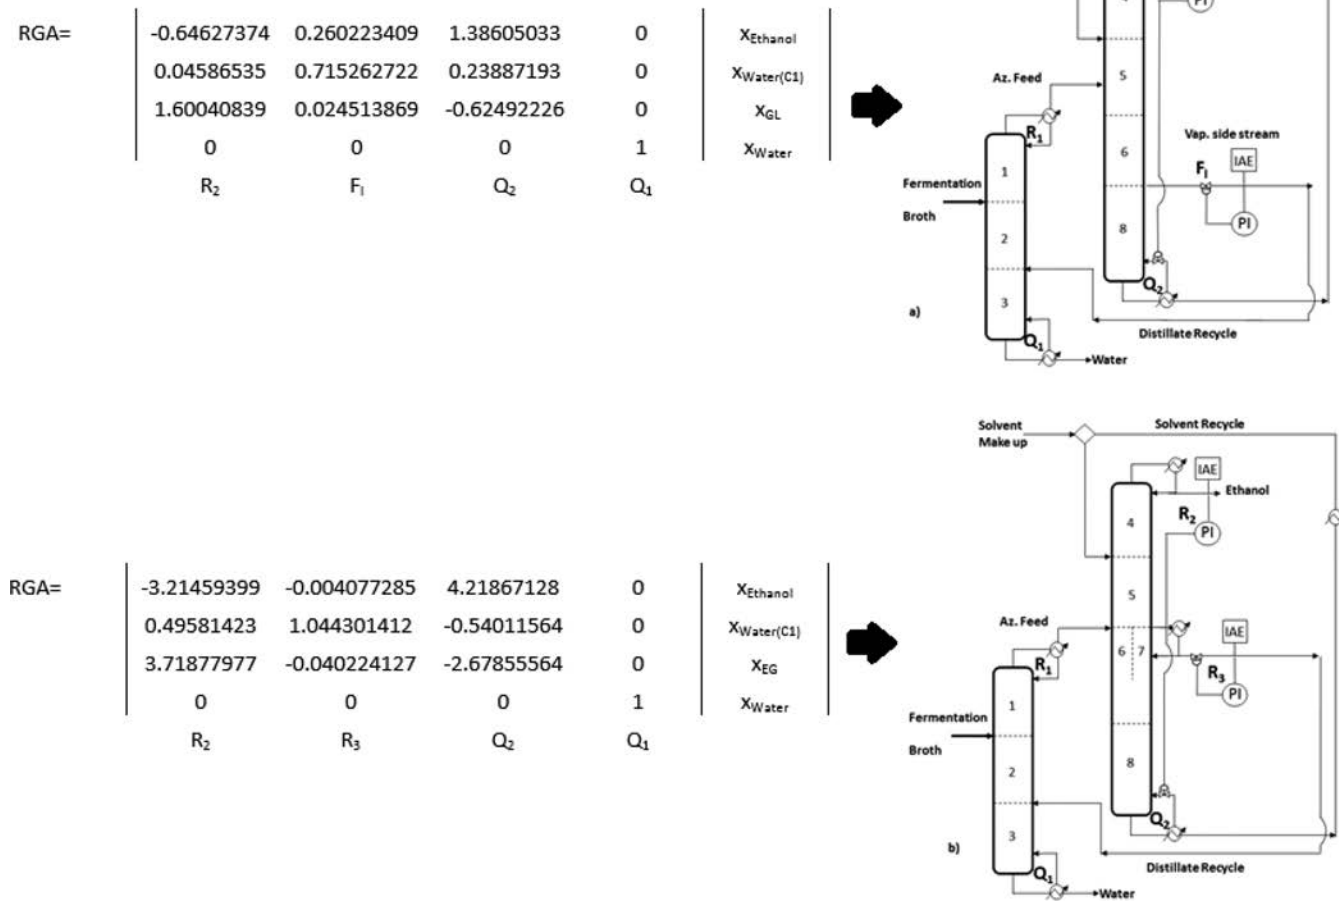 RGA=
-0.64627374 0.260223409 1.38605033 0 XEthanol
0.04586535 0.715262722 0.23887193 0 XWater(C1)
1.60040839 0.024513869 -0.62492226 0 XGL
0 0 0 1 XWater
R2 FI Q2 Q1
PI
5
Az. Feed
R1
6
Vap. side stream
FI
IAE
1
Fermentation
Broth
PI
2
8
Q2
3
a)
Distillate Recycle
Q1
Water
Solvent
Make up
Solvent Recycle
IAE
Ethanol
4
R2
PI
RGA=
-3.21459399 -0.004077285 4.21867128 0 XEthanol
0.49581423 1.044301412 -0.54011564 0 XWater(C1)
3.71877977 -0.040224127 -2.67855564 0 XEG
0 0 0 1 XWater
R2 R3 Q2 Q1
5
Az. Feed
IAE
6 7
R1
R3
PI
1
Fermentation
Broth
2
8
Q2
3
b)
Distillate Recycle
Q1
Water